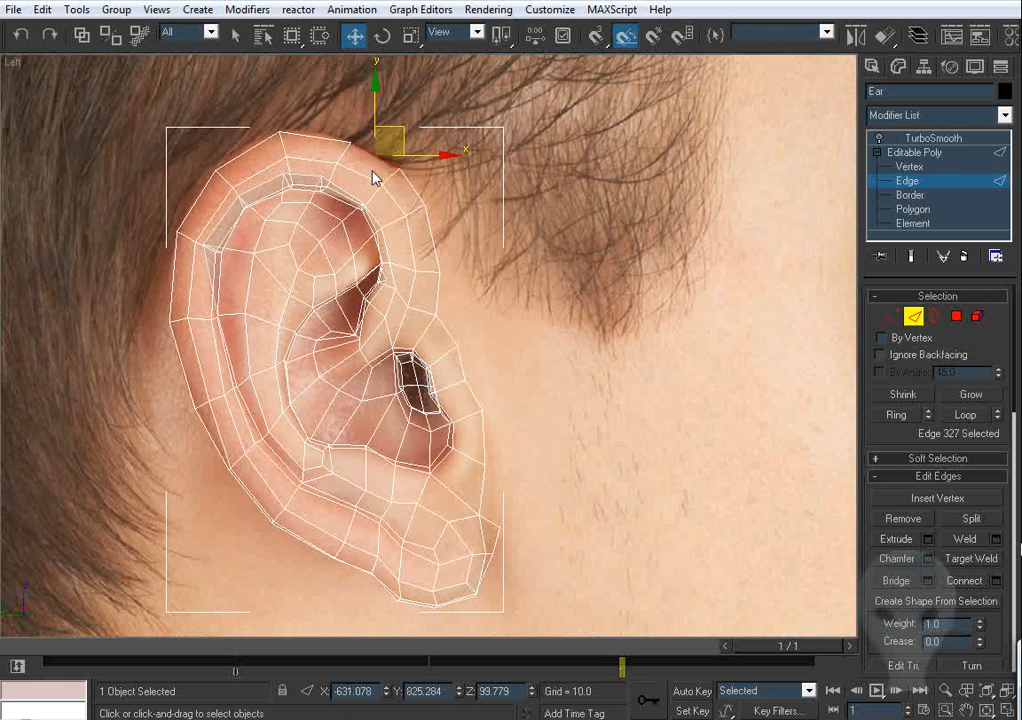 File Edit Tools Group Views Create Modifiers reactor Animation Graph Editors Rendering Customize MAXScript Help
All View 0.00
Left
y
x
Ear
Modifier List
TurboSmooth
Editable Poly
Vertex
Edge
Border
Polygon
Element
- Selection
By Vertex
Ignore Backfacing
By Angle: 45.0
Shrink Grow
Ring Loop
Edge 327 Selected
+ Soft Selection
- Edit Edges
Insert Vertex
Remove Split
Extrude Weld
Chamfer Target Weld
Bridge Connect
Create Shape From Selection
Weight: 1.0
Crease: 0.0
Edit Tri. Turn
< 1 / 1 >
1 Object Selected X: -631.078 Y: 825.284 Z: 99.779 Grid = 10.0 Auto Key Selected
Click or click-and-drag to select objects Add Time Tag Set Key Key Filters... 1